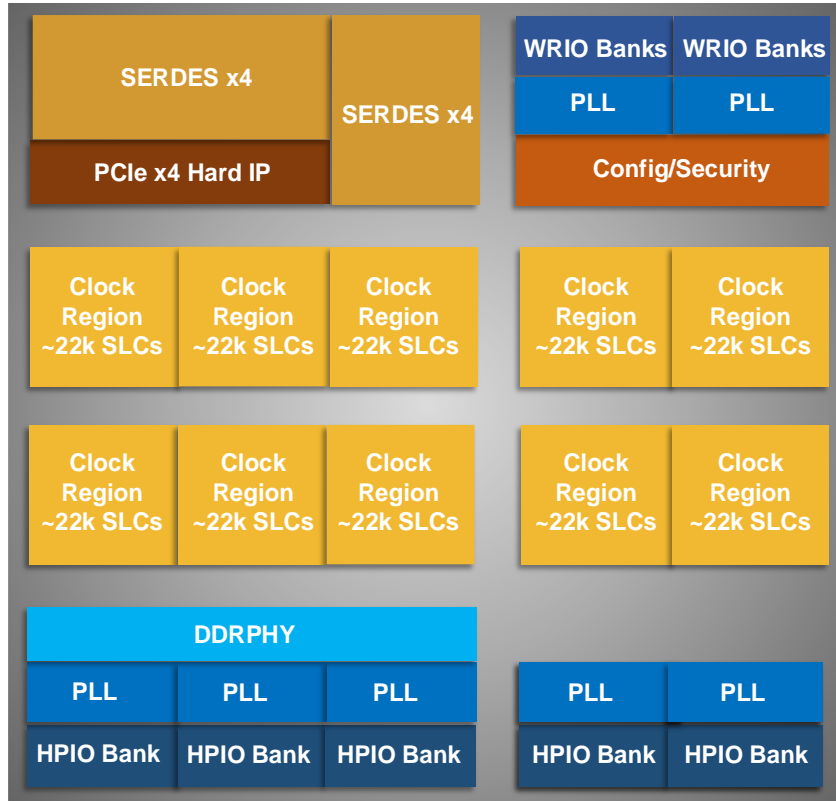 SERDES x4
SERDES x4
PCIe x4 Hard IP
WRIO Banks
WRIO Banks
PLL
PLL
Config/Security
Clock
Region
~22k SLCs
Clock
Region
~22k SLCs
Clock
Region
~22k SLCs
Clock
Region
~22k SLCs
Clock
Region
~22k SLCs
Clock
Region
~22k SLCs
Clock
Region
~22k SLCs
Clock
Region
~22k SLCs
Clock
Region
~22k SLCs
Clock
Region
~22k SLCs
DDRPHY
PLL
PLL
PLL
PLL
PLL
HPIO Bank
HPIO Bank
HPIO Bank
HPIO Bank
HPIO Bank